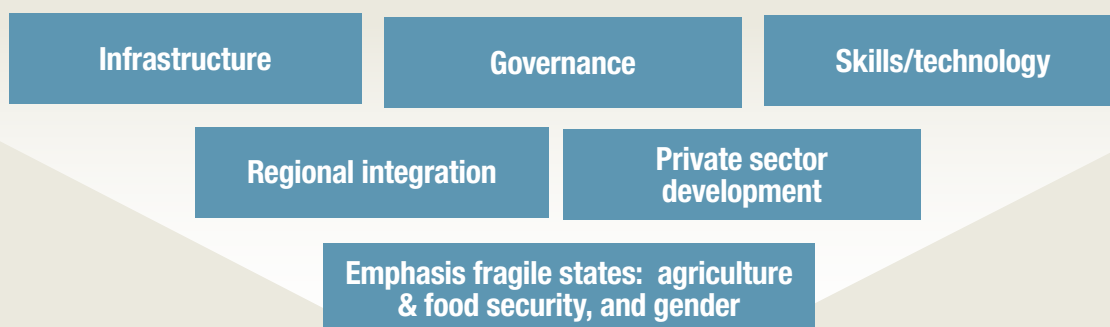 Infrastructure
Governance
Skills/technology
Regional integration
Private sector
development
Emphasis fragile states: agriculture
& food security, and gender